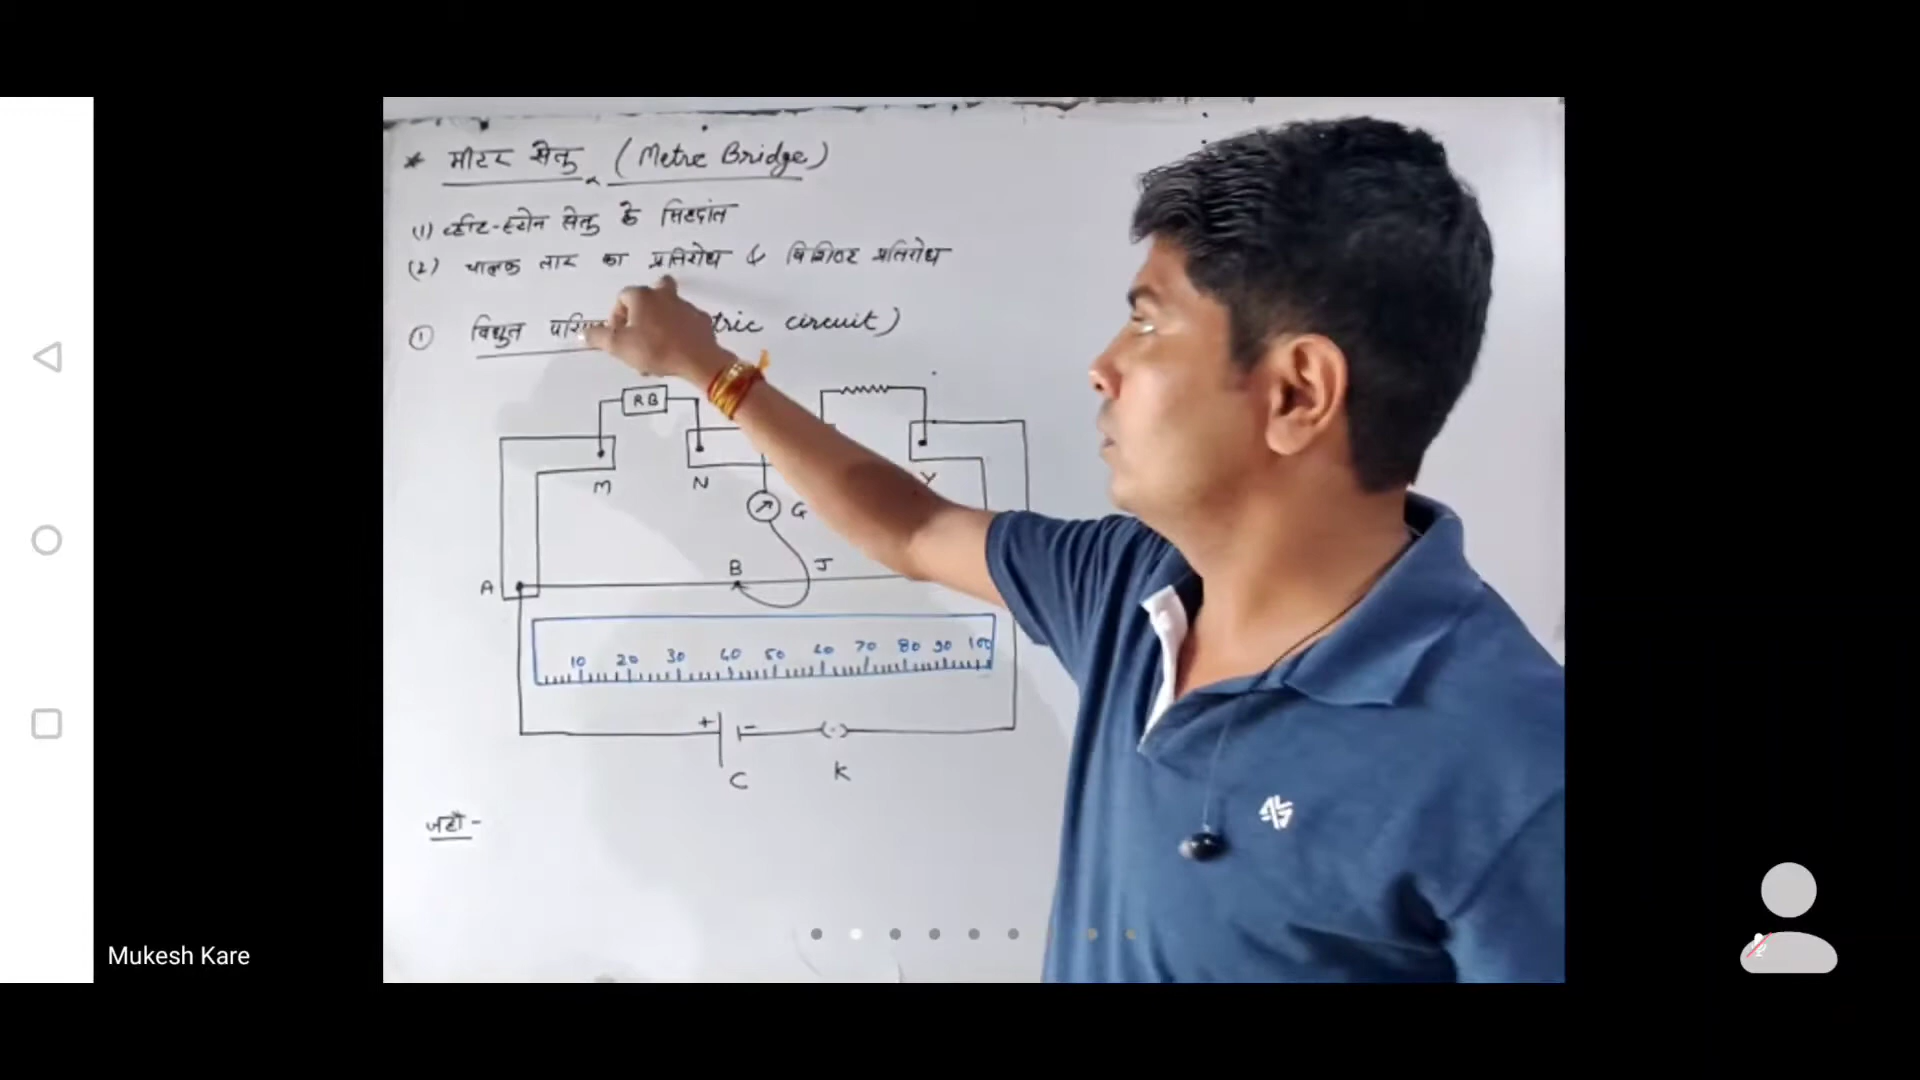 * मीटर सेतु (Metre Bridge)
(1) व्हीट-स्टोन सेतु के सिद्धांत
(2) चालक तार का प्रतिरोध & विशिष्ट प्रतिरोध
① विद्युत tric circuit)
RB
M N Y
G
A B J
10 20 30 40 50 60 70 80 90 100
+ -
C K
जहाँ -
Mukesh Kare